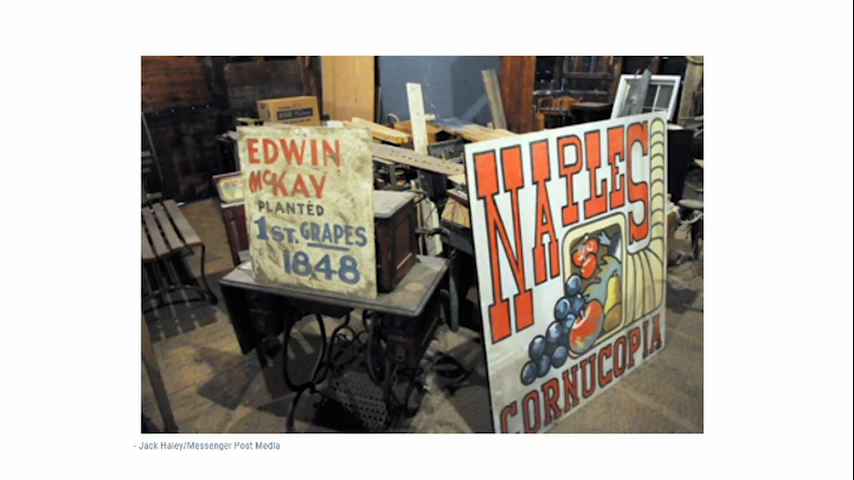 EDWIN
McKAY
PLANTED
1ST. GRAPES
1848
NAPLES
CORNUCOPIA
- Jack Haley/Messenger Post Media